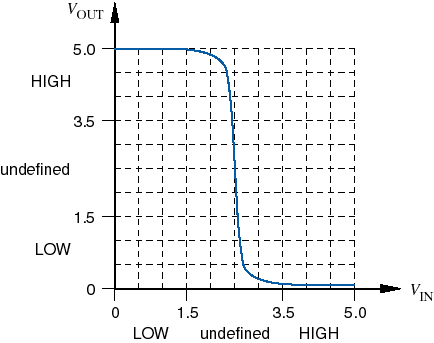 VOUT
5.0
HIGH
3.5
undefined
1.5
LOW
0
0 1.5 3.5 5.0 VIN
LOW undefined HIGH